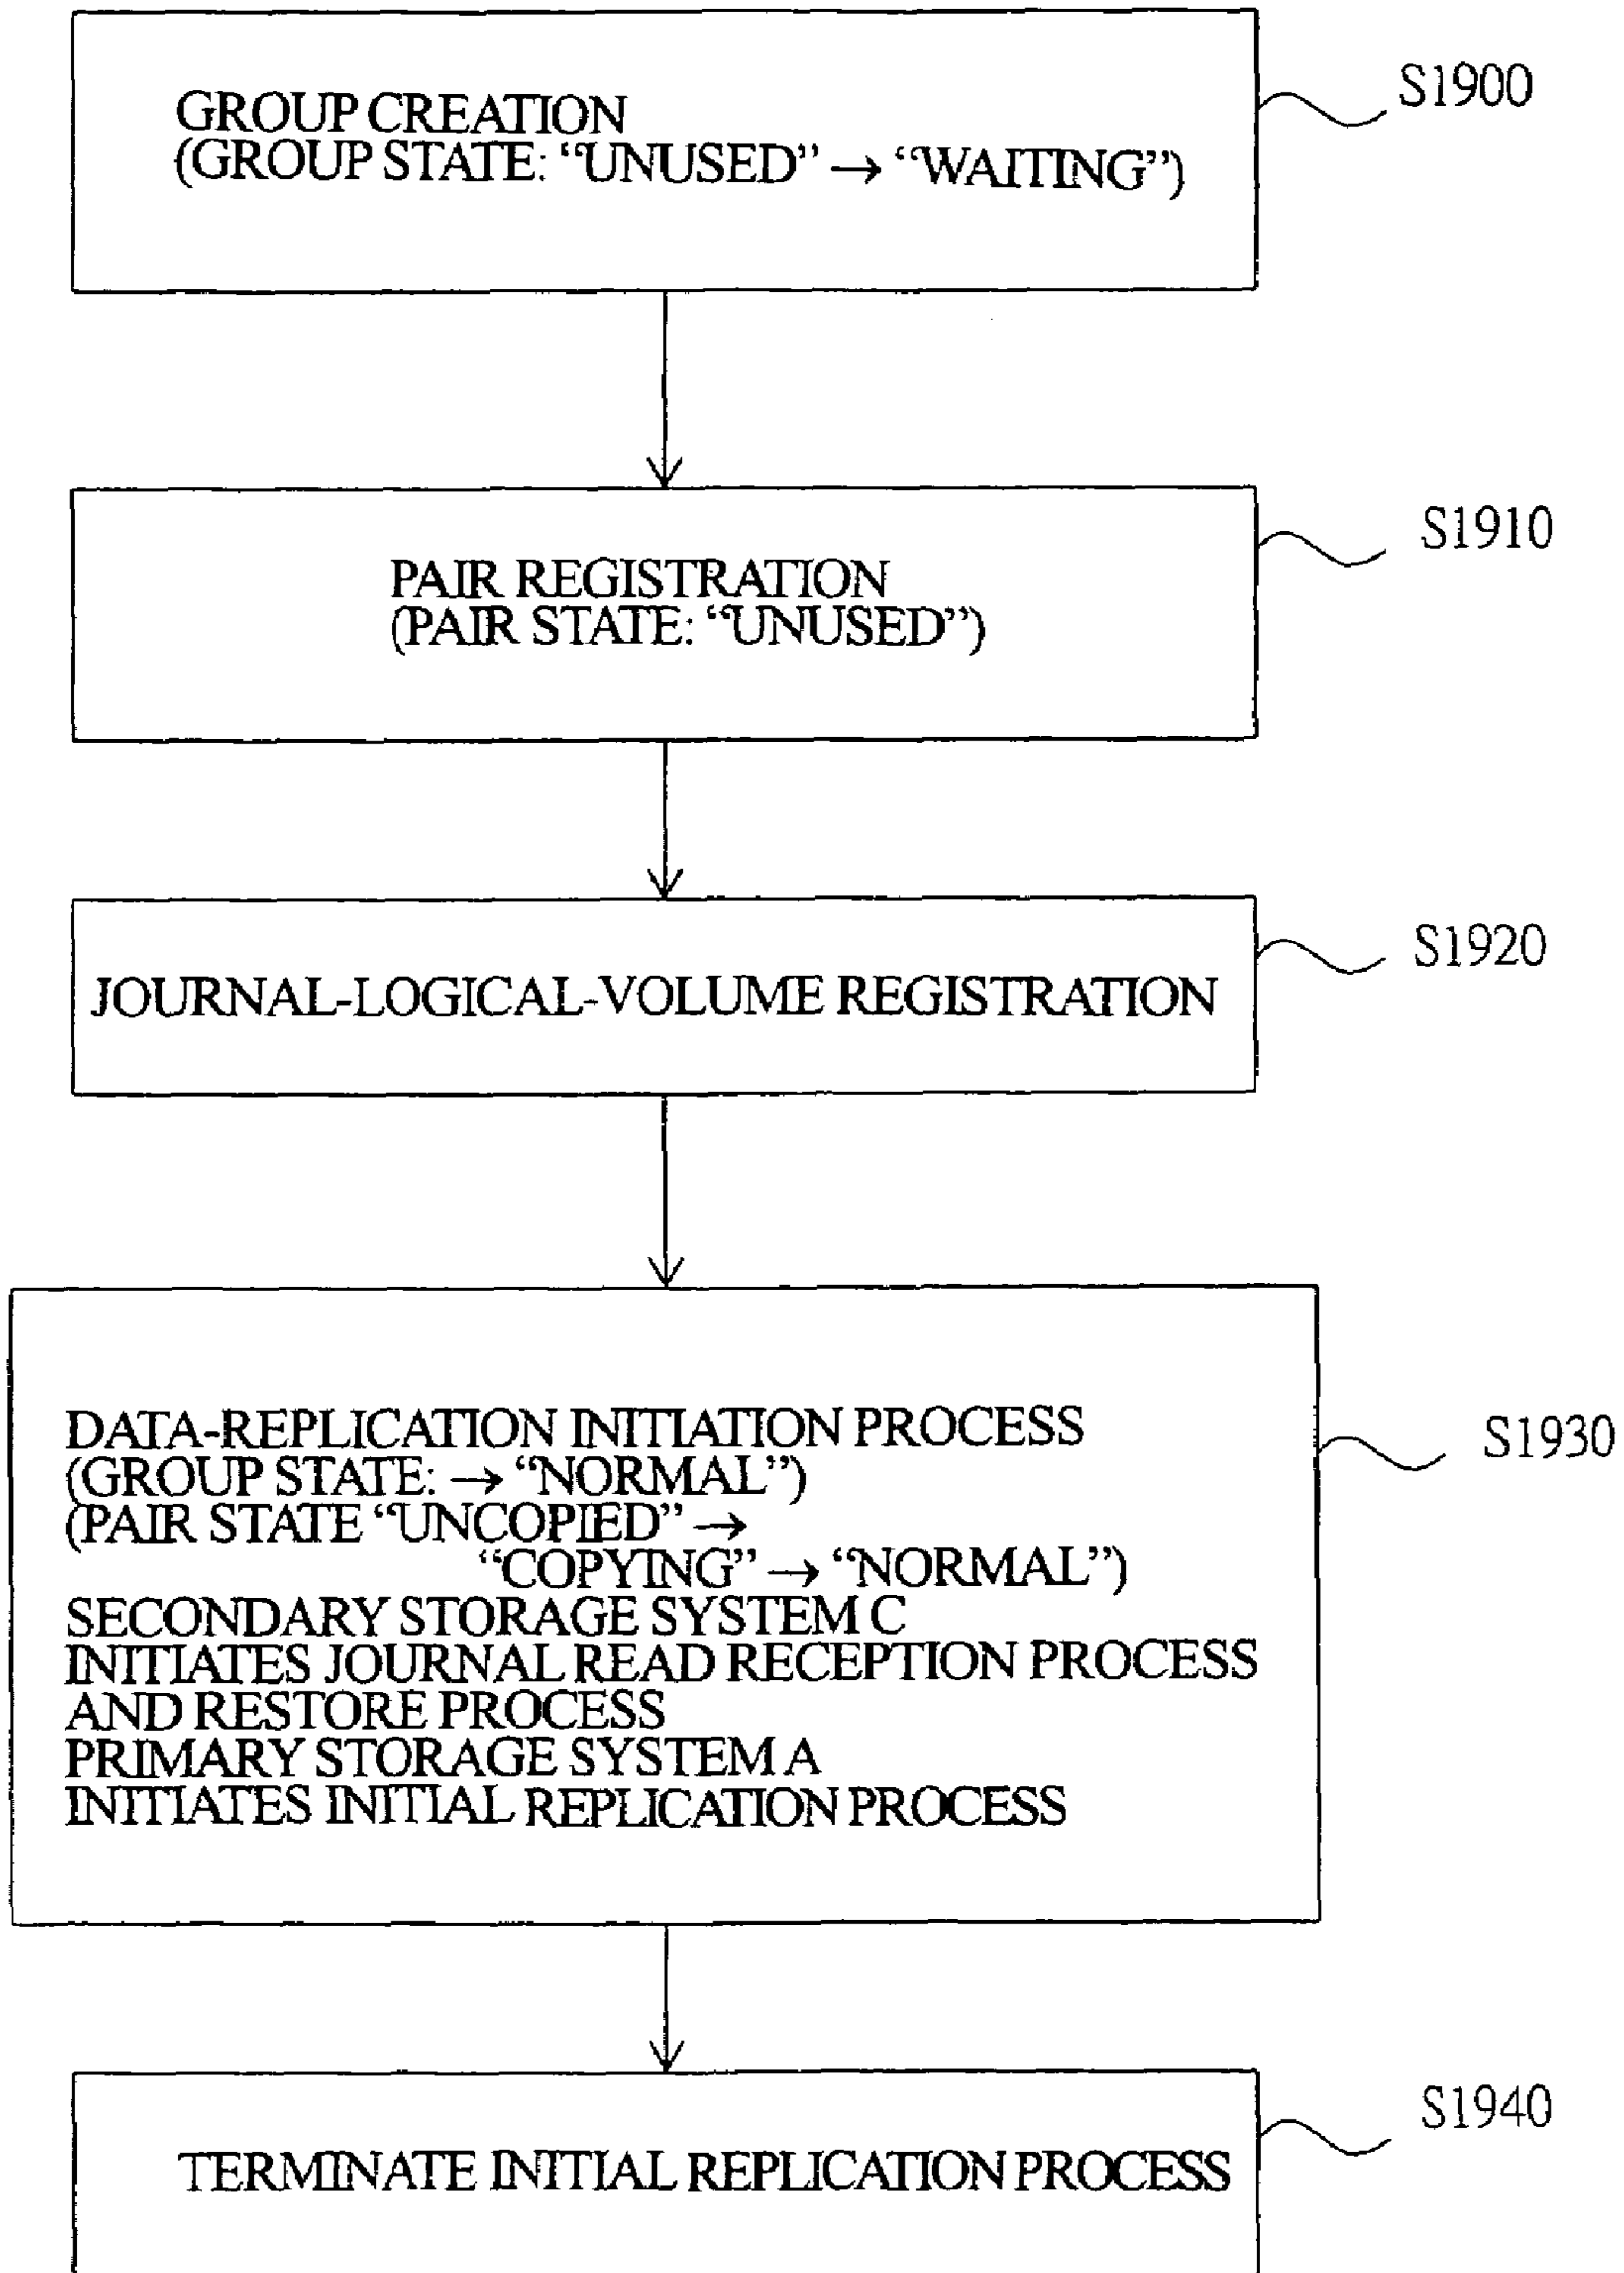 GROUP CREATION
(GROUP STATE: “UNUSED” → “WAITING”)
S1900
PAIR REGISTRATION
(PAIR STATE: “UNUSED”)
S1910
JOURNAL-LOGICAL-VOLUME REGISTRATION
S1920
DATA-REPLICATION INITIATION PROCESS
(GROUP STATE: → “NORMAL”)
(PAIR STATE “UNCOPIED” →
“COPYING” → “NORMAL”)
SECONDARY STORAGE SYSTEM C
INITIATES JOURNAL READ RECEPTION PROCESS
AND RESTORE PROCESS
PRIMARY STORAGE SYSTEM A
INITIATES INITIAL REPLICATION PROCESS
S1930
TERMINATE INITIAL REPLICATION PROCESS
S1940